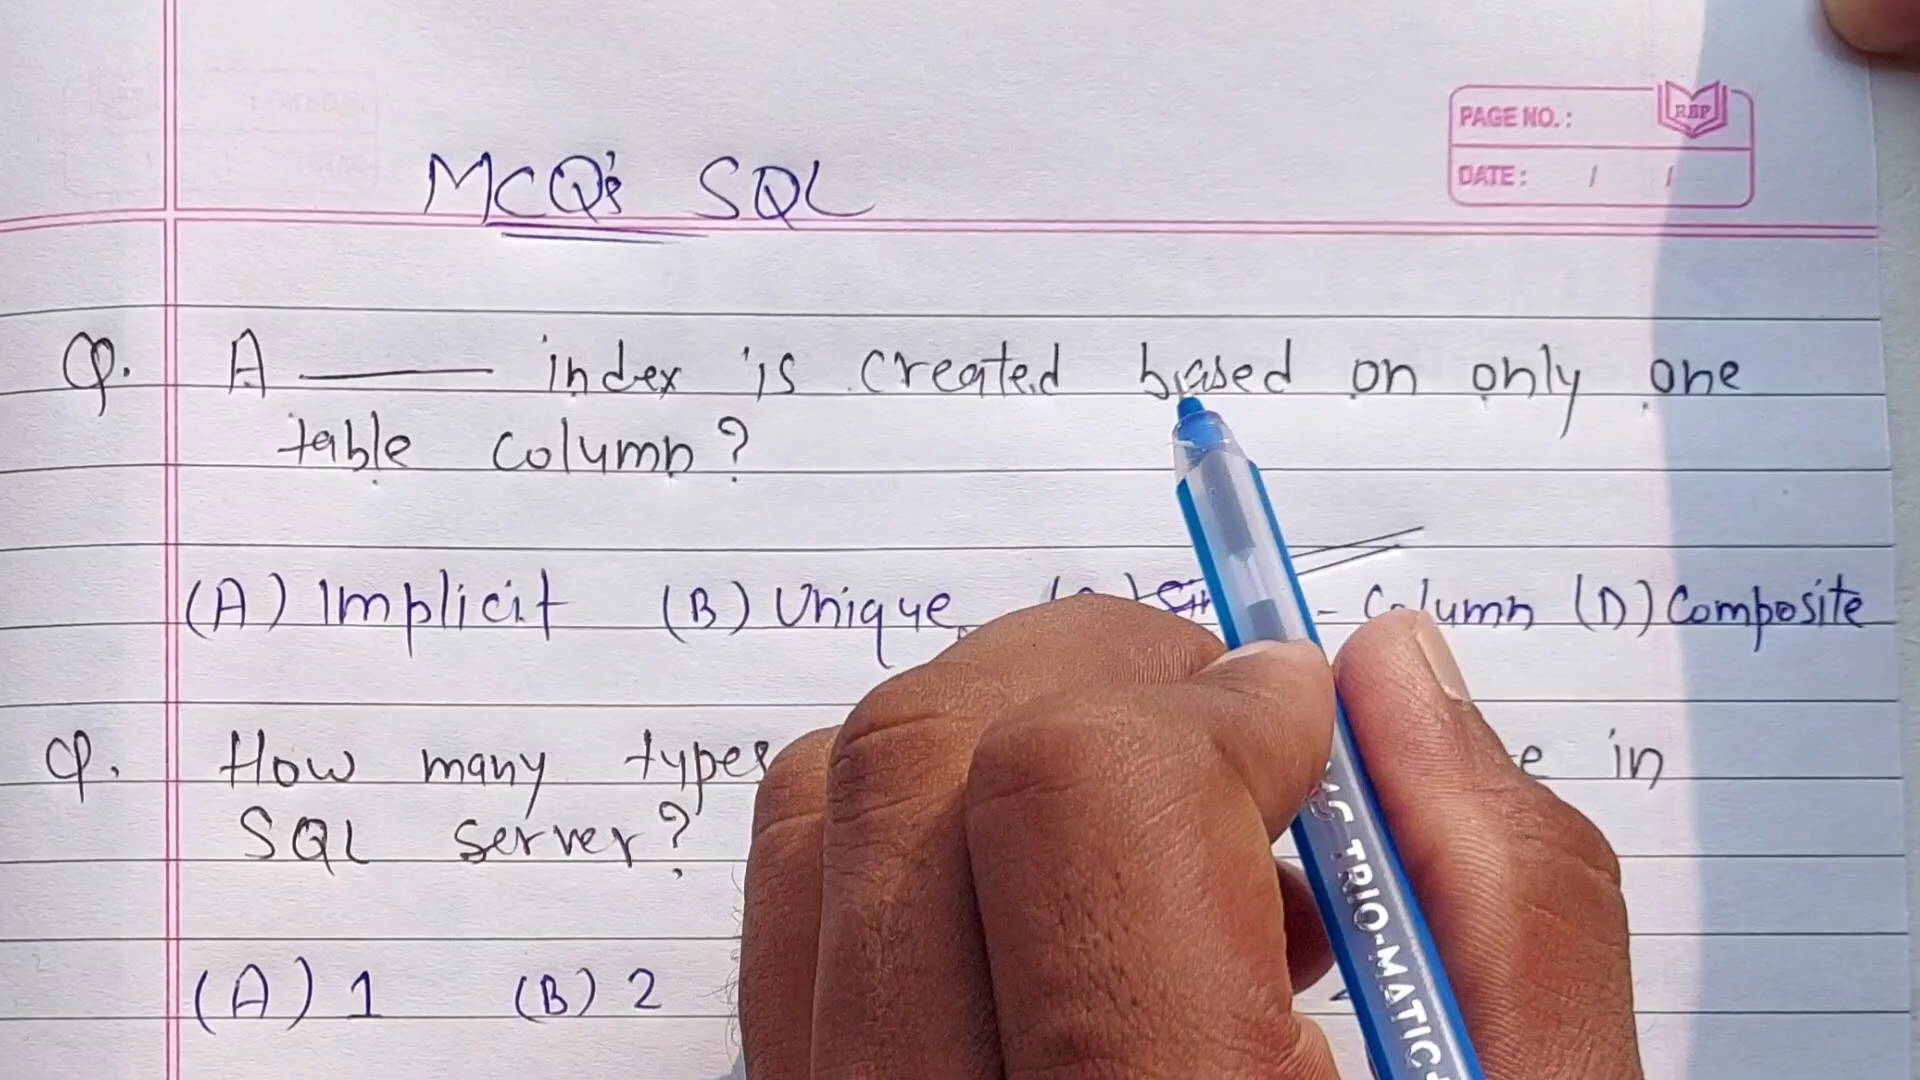 PAGE NO. :
RBP
DATE : / /
MCQ's SQL
Q. A ——— index is created based on only one
table column?
(A) Implicit (B) Unique - Column (D) Composite
Q. How many types in
SQL server?
(A) 1 (B) 2
TRIO-MATIC